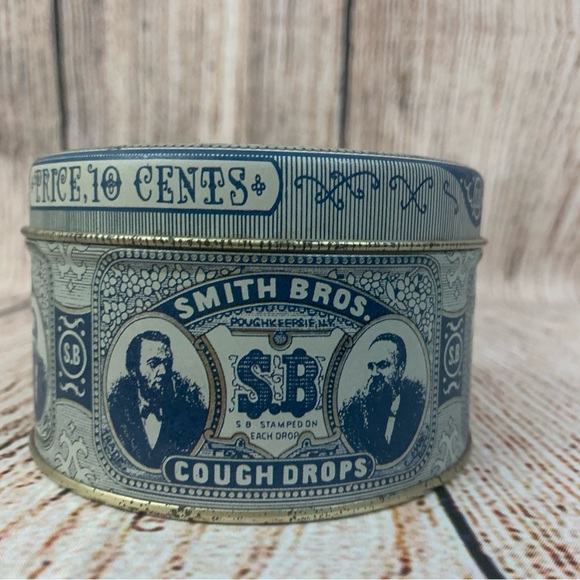 PRICE, 10 CENTS
SMITH BROS.
POUGHKEEPSIE, N.Y.
S.B
S.B
S.B
S B STAMPED ON
EACH DROP
COUGH DROPS